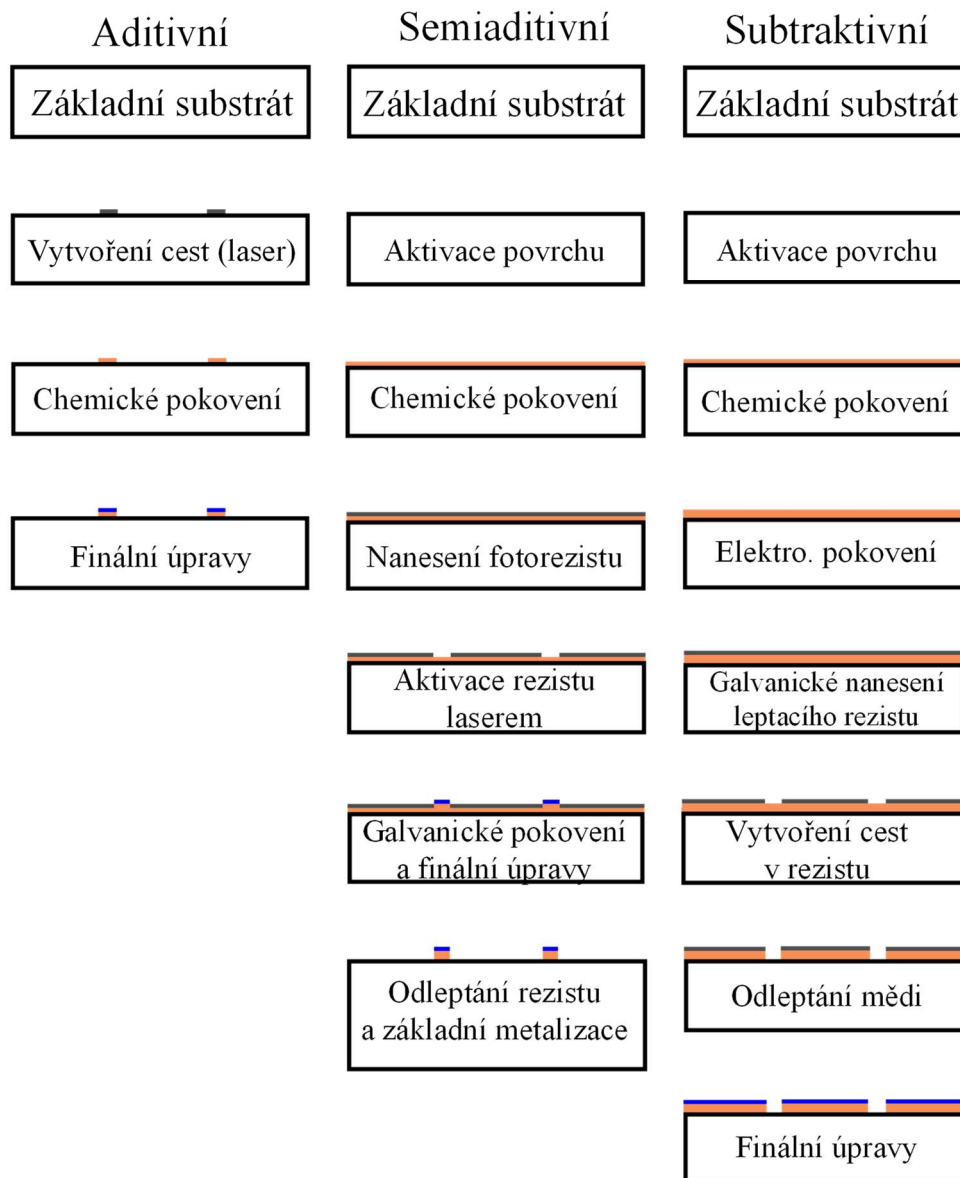 Aditivní
Základní substrát
Vytvoření cest (laser)
Chemické pokovení
Finální úpravy
Semiaditivní
Základní substrát
Aktivace povrchu
Chemické pokovení
Nanesení fotorezistu
Aktivace rezistu
laserem
Galvanické pokovení
a finální úpravy
Odleptání rezistu
a základní metalizace
Subtraktivní
Základní substrát
Aktivace povrchu
Chemické pokovení
Elektro. pokovení
Galvanické nanesení
leptacího rezistu
Vytvoření cest
v rezistu
Odleptání mědi
Finální úpravy